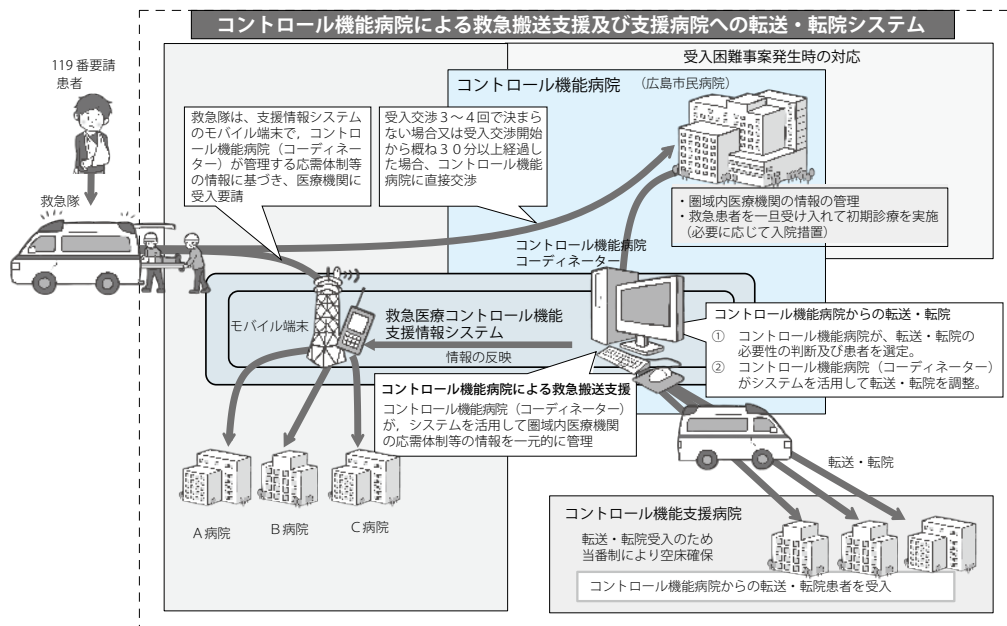 コントロール機能病院による救急搬送支援及び支援病院への転送・転院システム
119 番要請
患者
救急隊
救急隊は、支援情報システム
のモバイル端末で，コントロ
ール機能病院（コーディネー
ター）が管理する応需体制等
の情報に基づき、医療機関に
受入要請
受入交渉３～４回で決まら
ない場合又は受入交渉開始
から概ね３０分以上経過し
た場合、コントロール機能
病院に直接交渉
受入困難事案発生時の対応
コントロール機能病院
（広島市民病院）
・圏域内医療機関の情報の管理
・救急患者を一旦受け入れて初期診療を実施
（必要に応じて入院措置）
コントロール機能病院
コーディネーター
モバイル端末
救急医療コントロール機能
支援情報システム
情報の反映
コントロール機能病院からの転送・転院
① コントロール機能病院が、転送・転院の
必要性の判断及び患者を選定。
② コントロール機能病院（コーディネーター）
がシステムを活用して転送・転院を調整。
コントロール機能病院による救急搬送支援
コントロール機能病院（コーディネーター）
が，システムを活用して圏域内医療機関
の応需体制等の情報を一元的に管理
A 病院
B 病院
C 病院
転送・転院
コントロール機能支援病院
転送・転院受入のため
当番制により空床確保
コントロール機能病院からの転送・転院患者を受入